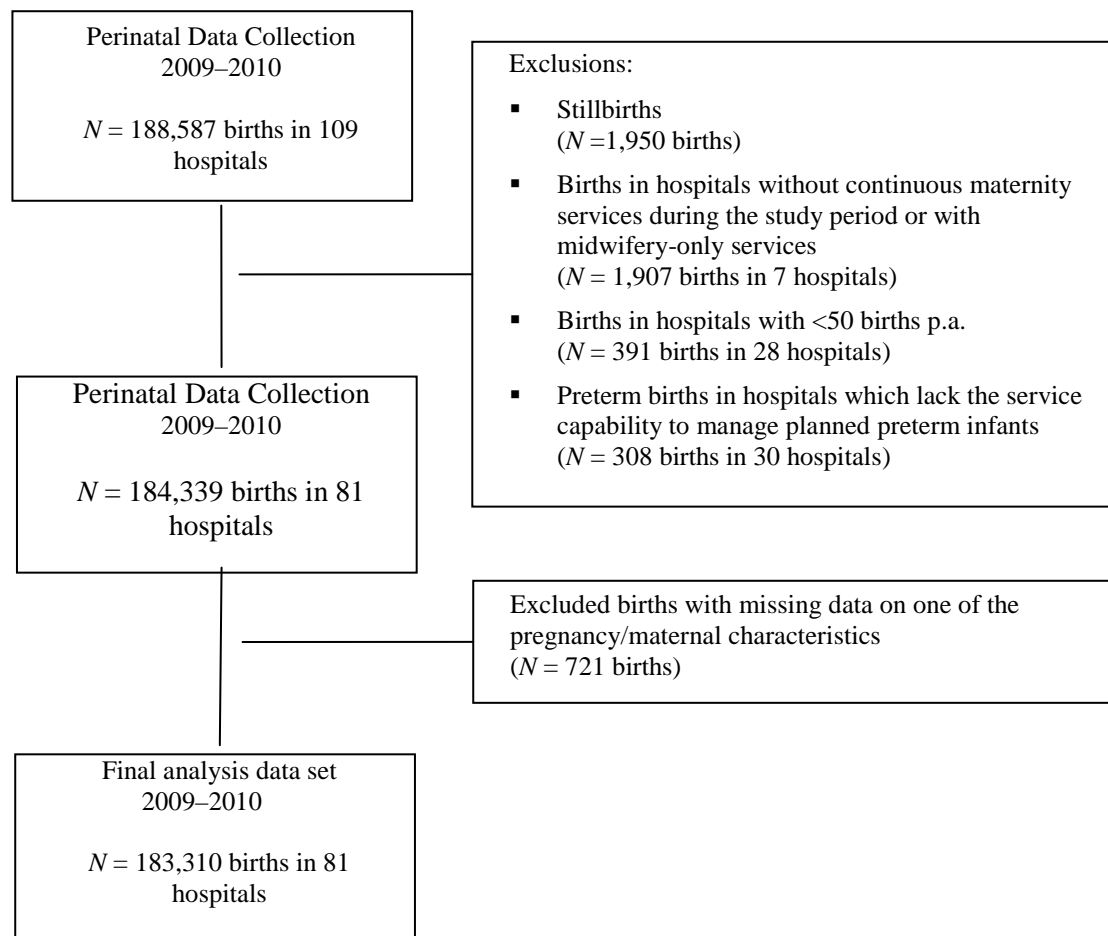 Perinatal Data Collection
2009–2010
N = 188,587 births in 109
hospitals
Exclusions:
▪ Stillbirths
(N =1,950 births)
▪ Births in hospitals without continuous maternity
services during the study period or with
midwifery-only services
(N = 1,907 births in 7 hospitals)
▪ Births in hospitals with <50 births p.a.
(N = 391 births in 28 hospitals)
▪ Preterm births in hospitals which lack the service
capability to manage planned preterm infants
(N = 308 births in 30 hospitals)
Perinatal Data Collection
2009–2010
N = 184,339 births in 81
hospitals
Excluded births with missing data on one of the
pregnancy/maternal characteristics
(N = 721 births)
Final analysis data set
2009–2010
N = 183,310 births in 81
hospitals